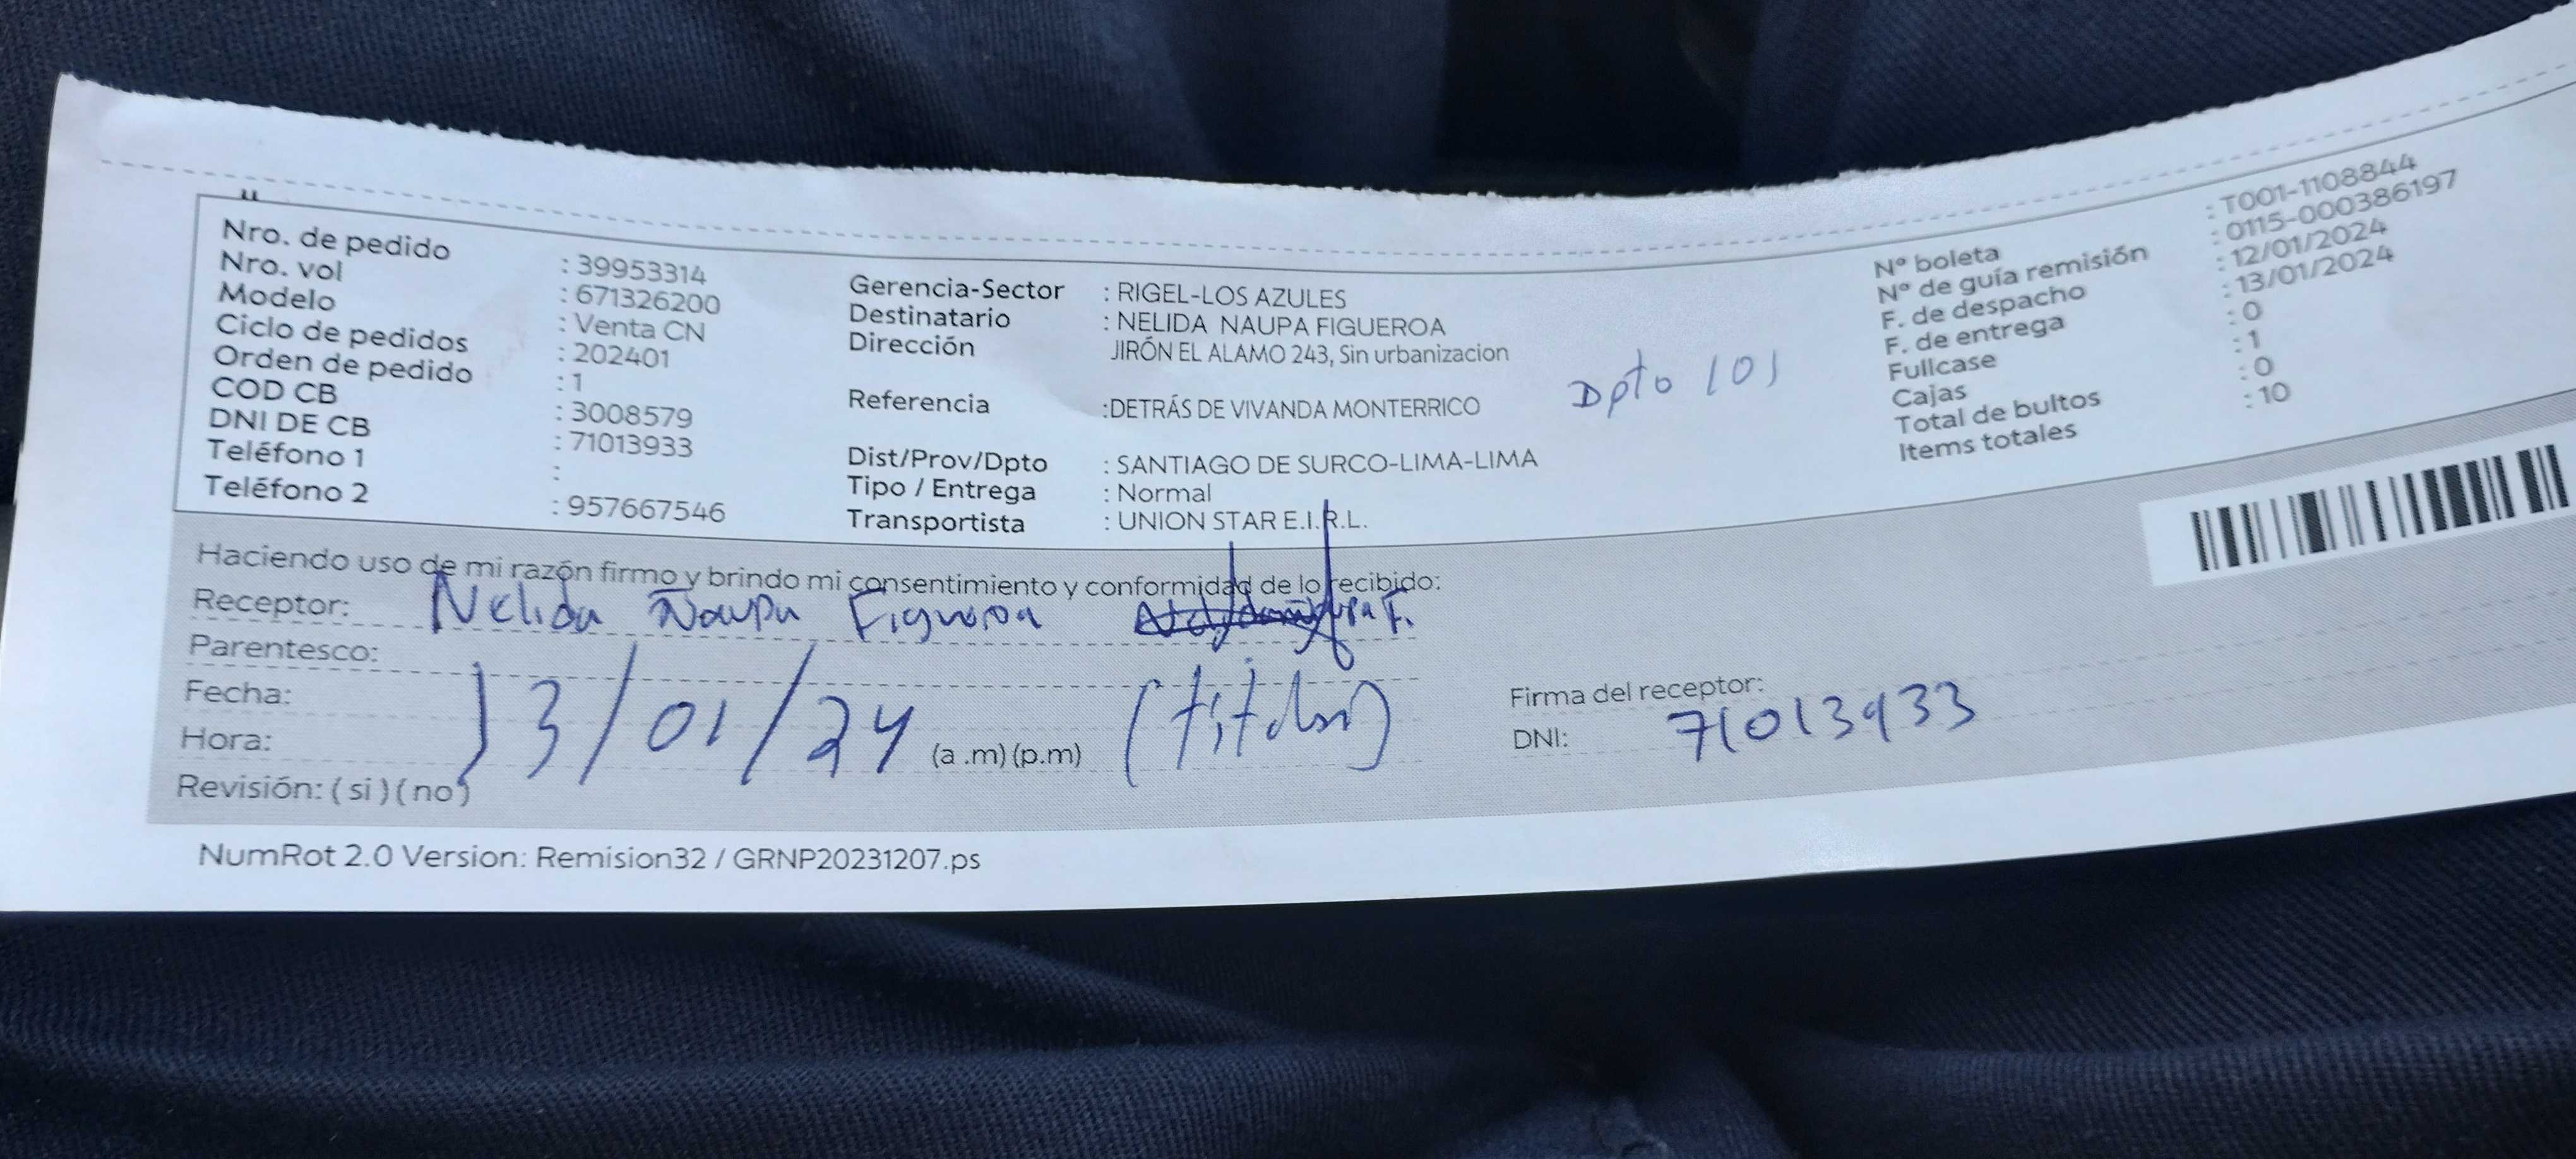 Nro. de pedido : 39953314
Nro. vol : 671326200
Modelo : Venta CN
Ciclo de pedidos : 202401
Orden de pedido : 1
COD CB : 3008579
DNI DE CB : 71013933
Teléfono 1 :
Teléfono 2 : 957667546
Gerencia-Sector : RIGEL-LOS AZULES
Destinatario : NELIDA NAUPA FIGUEROA
Dirección JIRÓN EL ALAMO 243, Sin urbanizacion
Dpto 101
Referencia :DETRÁS DE VIVANDA MONTERRICO
Dist/Prov/Dpto : SANTIAGO DE SURCO-LIMA-LIMA
Tipo / Entrega : Normal
Transportista : UNION STAR E.I.R.L.
Nº boleta : T001-1108844
Nº de guía remisión : 0115-000386197
F. de despacho : 12/01/2024
F. de entrega : 13/01/2024
Fullcase : 0
Cajas : 1
Total de bultos : 0
Items totales : 10
Haciendo uso de mi razón firmo y brindo mi consentimiento y conformidad de lo recibido:
Receptor: Nelida Ñaupa Figueroa
Parentesco:
Fecha: 13/01/24 (titular)
Hora: (a .m) (p.m)
Revisión: ( si ) ( no )
Firma del receptor:
DNI: 71013933
NumRot 2.0 Version: Remision32 / GRNP20231207.ps